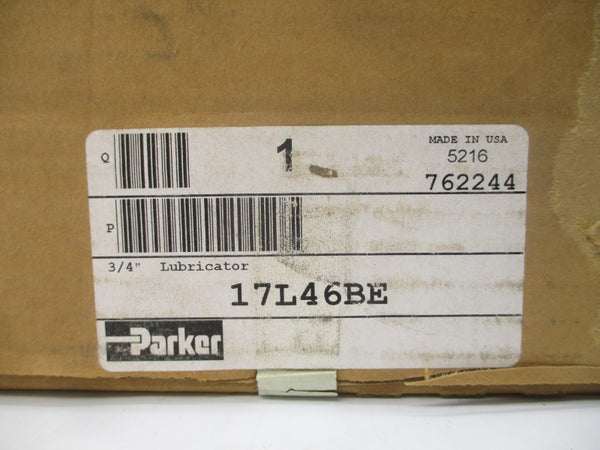 Q
1
MADE IN USA
5216
762244
P
3/4" Lubricator
17L46BE
Parker